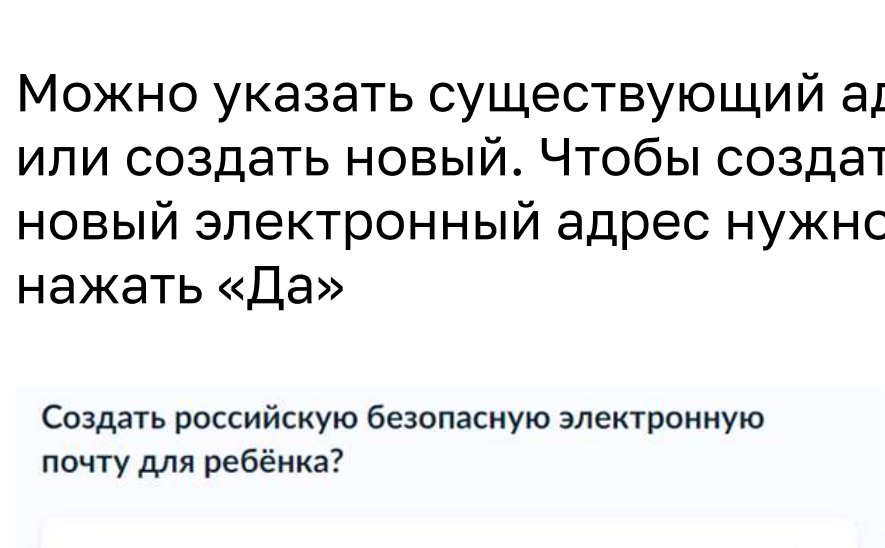 Можно указать существующий
или создать новый. Чтобы
новый электронный адрес
нажать «Да»
Создать российскую безопасную электронную
почту для ребёнка?